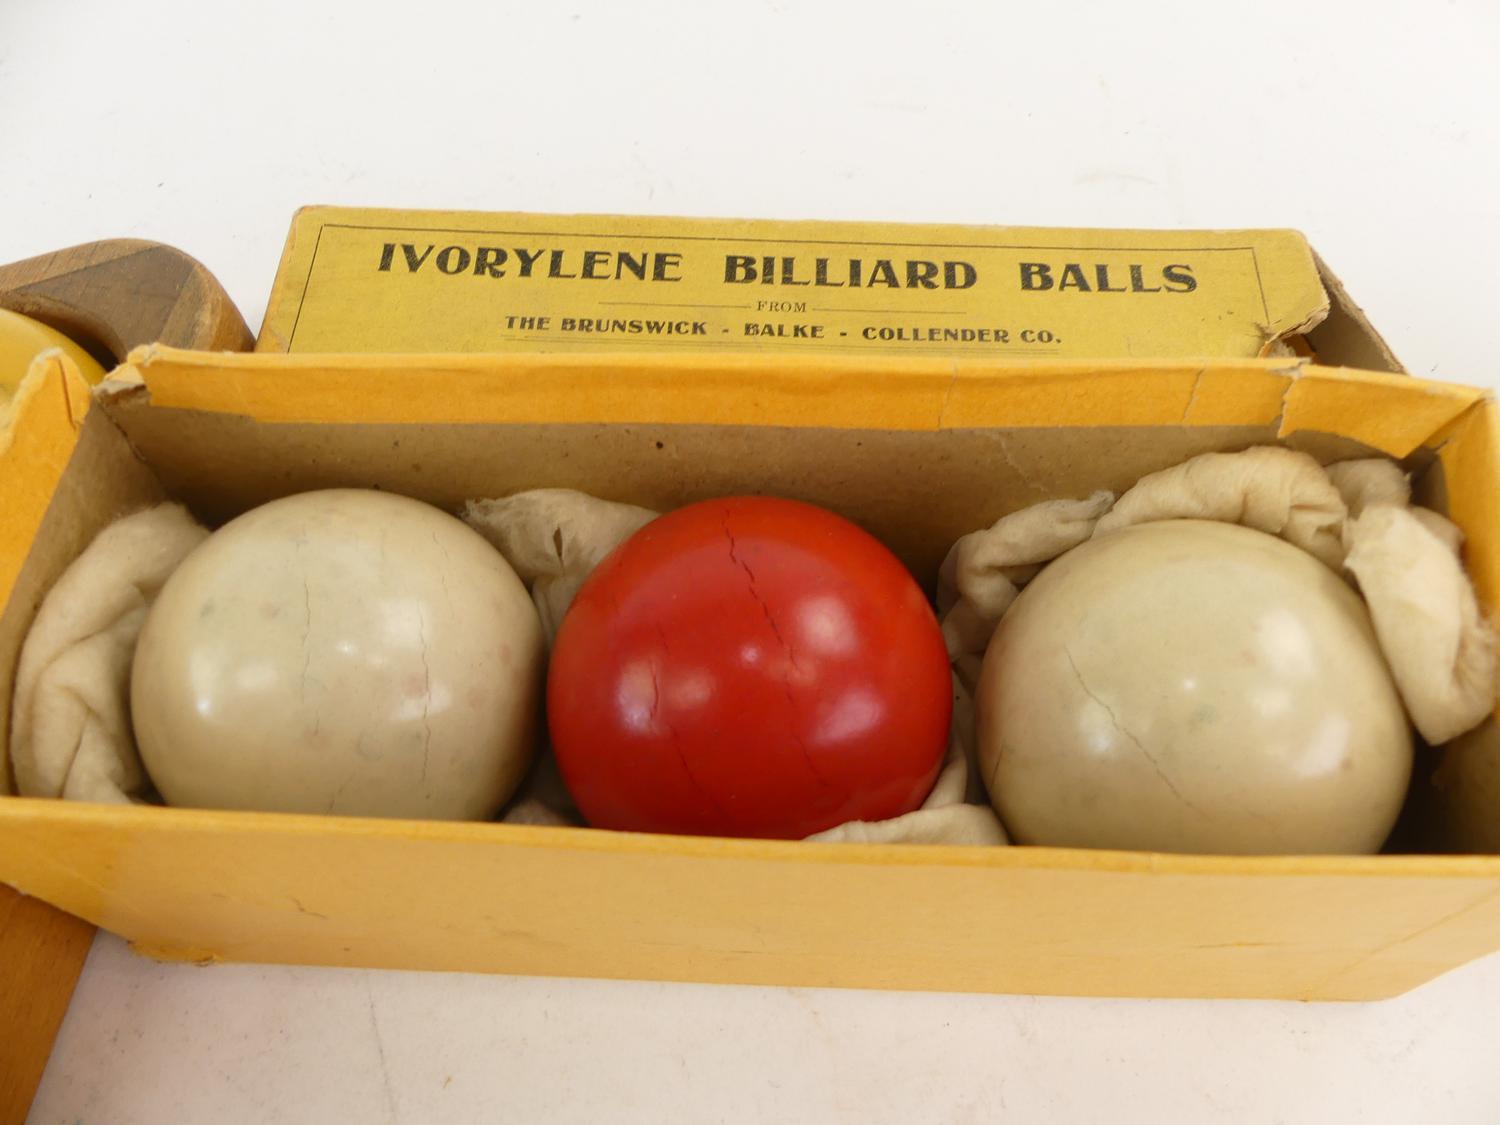 IVORYLENE BILLIARD BALLS
FROM
THE BRUNSWICK - BALKE - COLLENDER CO.